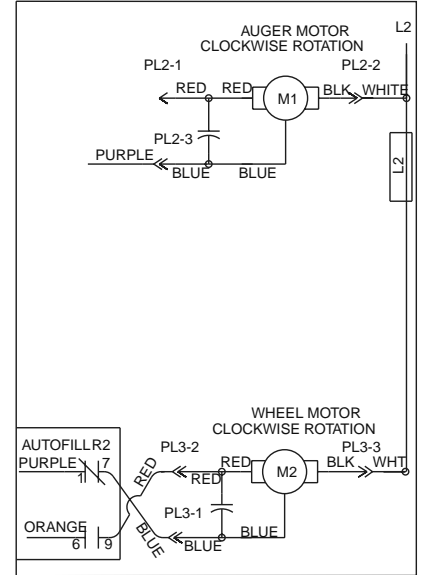 AUGER MOTOR L2
CLOCKWISE ROTATION
PL2-1 PL2-2
RED RED M1 BLK WHITE
PL2-3
PURPLE
BLUE BLUE
L2
WHEEL MOTOR
CLOCKWISE ROTATION
AUTOFILLR2 PL3-2 PL3-3
PURPLE 1 7 RED RED RED M2 BLK WHT
PL3-1
ORANGE 6 9 BLUE BLUE BLUE